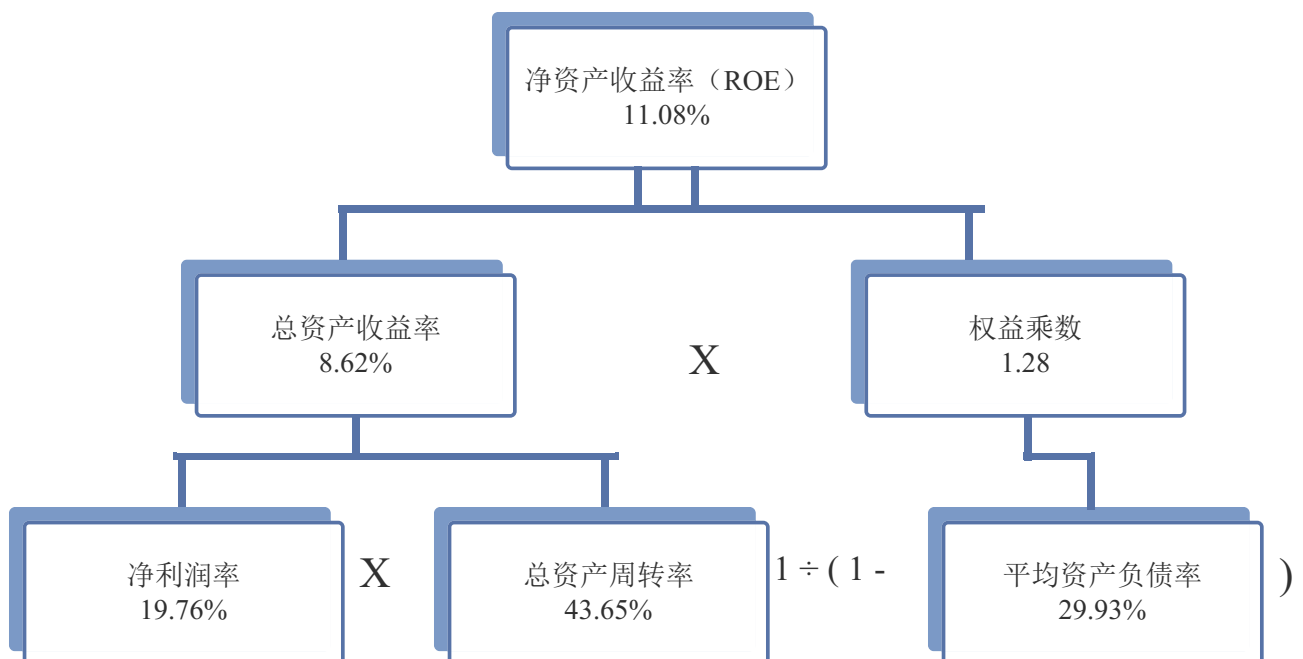 净资产收益率（ROE）
11.08%
总资产收益率
8.62%
X
权益乘数
1.28
净利润率
19.76%
X
总资产周转率
43.65%
1 ÷ ( 1 -
平均资产负债率
29.93%
)